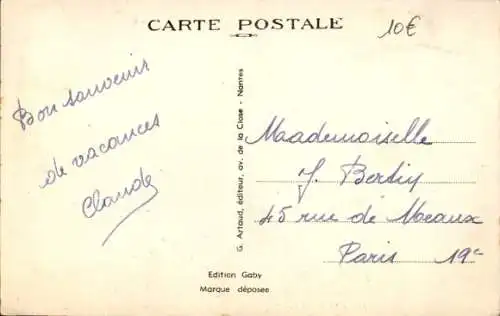 CARTE POSTALE
10€
Bon souvenir
de vacances
Claude
G. Artaud, éditeur, av. de la Close - Nantes
Mademoiselle
J. Bertin
45 rue de Meaux
Paris 19e
Edition Gaby
Marque déposée